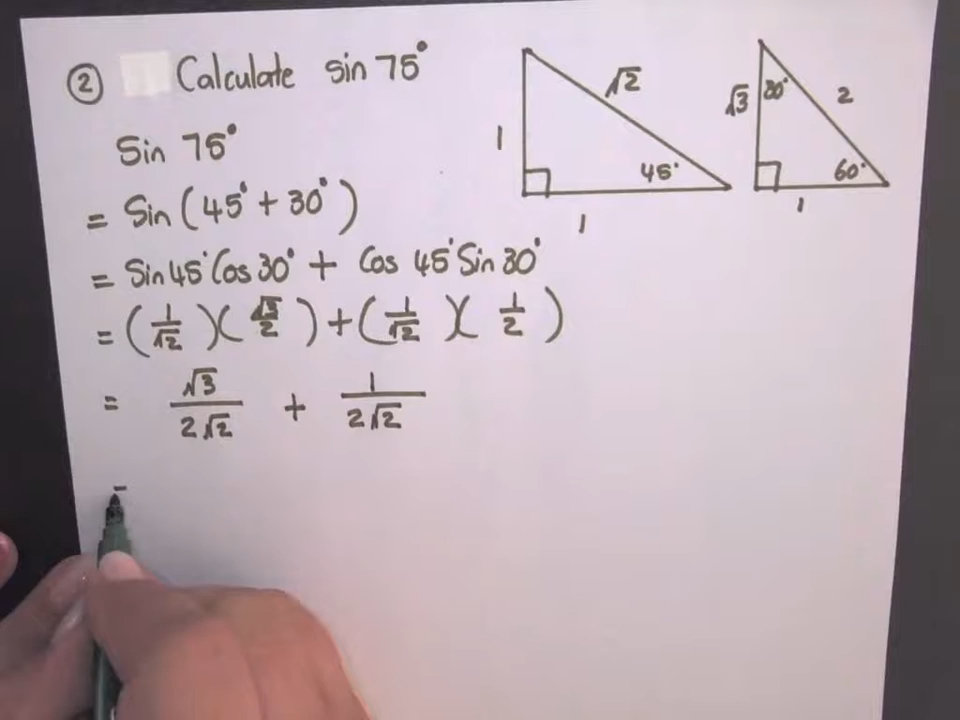 ② Calculate sin 75°
Sin 75°
= Sin (45° + 30°)
= Sin 45° Cos 30° + Cos 45° Sin 30°
= (1/√2)(√3/2) + (1/√2)(1/2)
= √3/2√2 + 1/2√2
=
1 √2 45° 1
√3 30° 2 60° 1